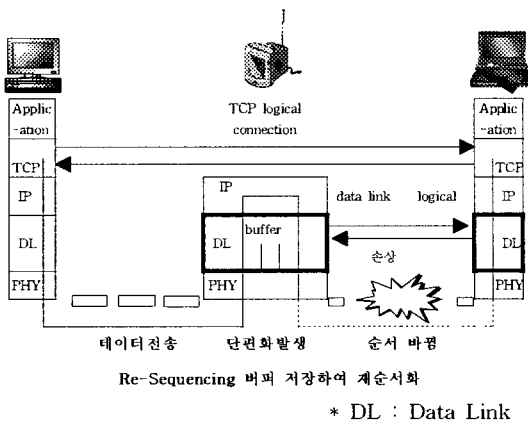 Applic
-ation
TCP
IP
DL
PHY
TCP logical
connection
IP
DL
buffer
PHY
data link logical
손상
Applic
-ation
TCP
IP
DL
PHY
데이터전송
단편화발생
순서 바뀜
Re-Sequencing 버퍼 저장하여 재순서화
* DL : Data Link